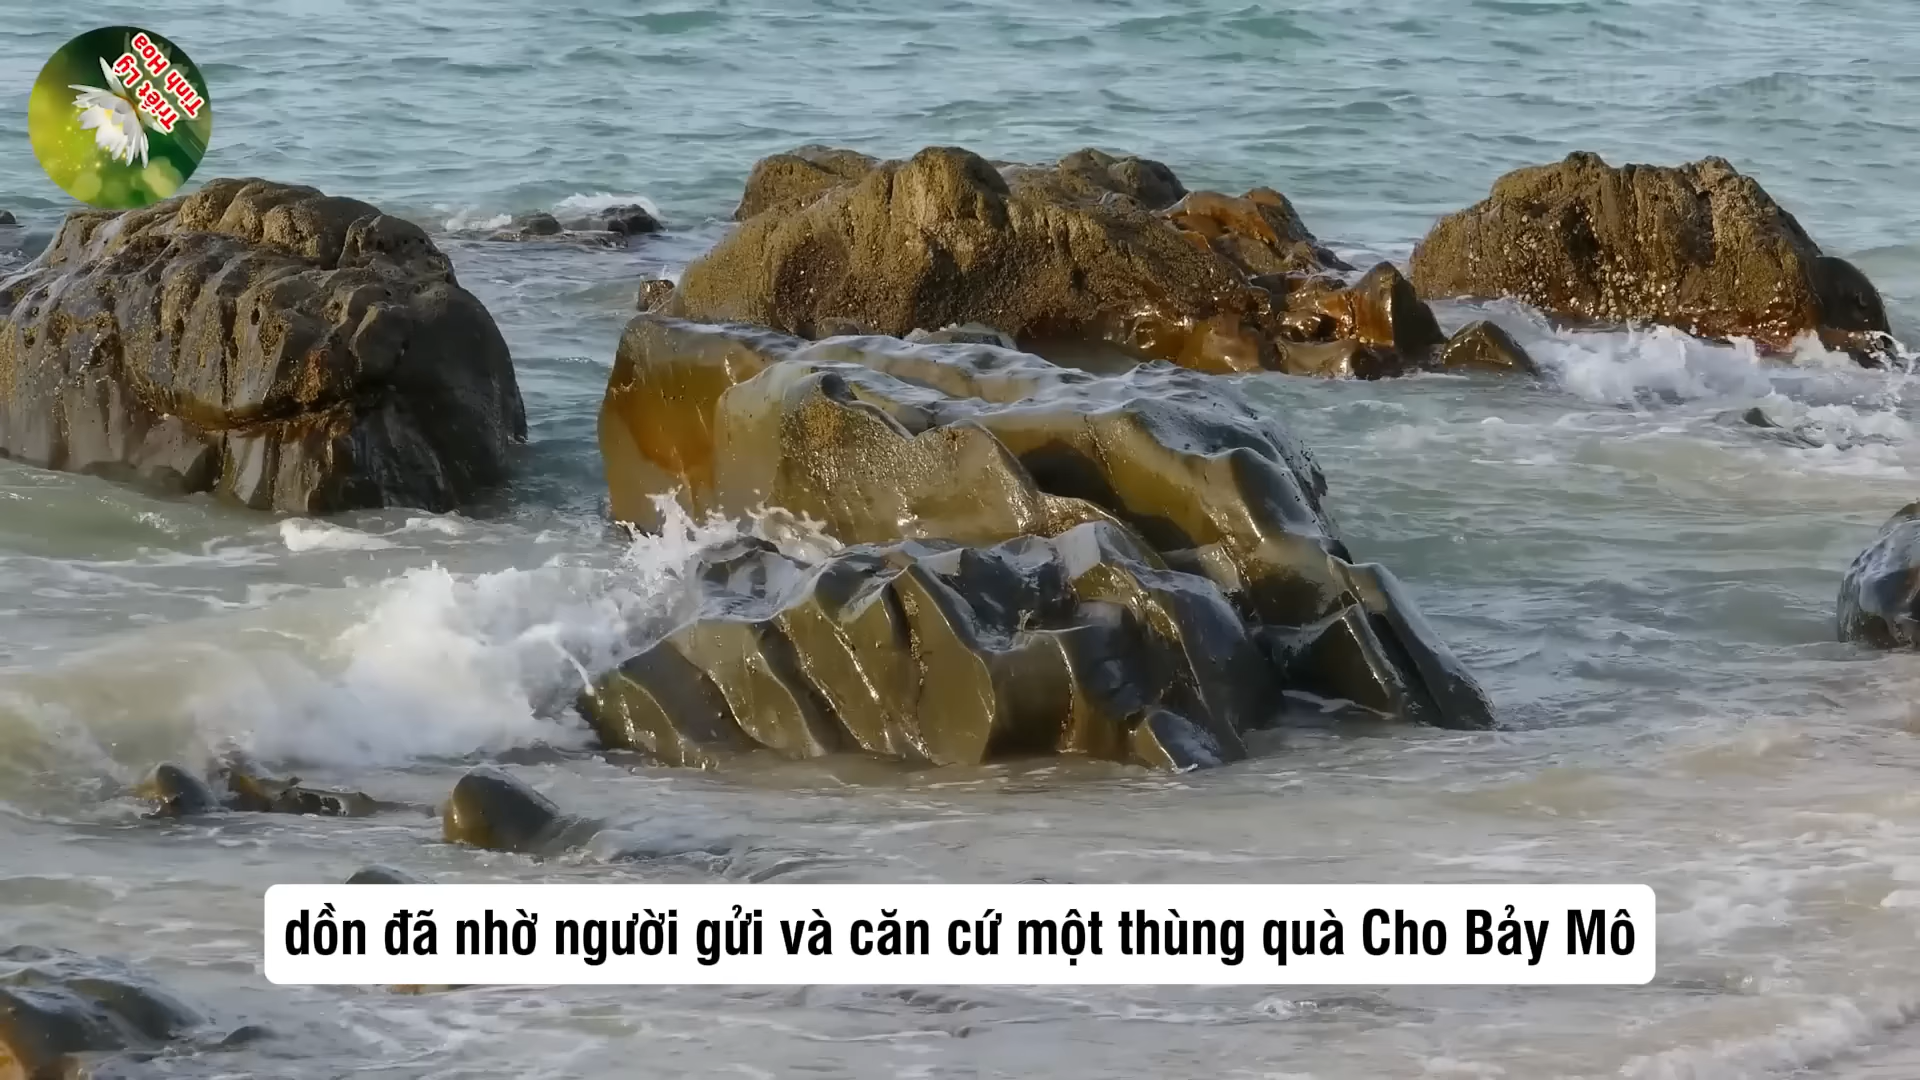 Triết Lý
Tinh Hoa
dồn đã nhờ người gửi và căn cứ một thùng quà Cho Bảy Mô